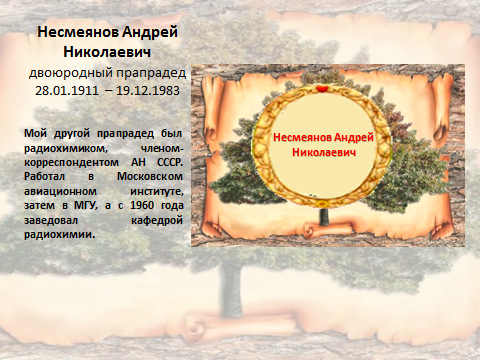 Несмеянов Андрей
Николаевич
двоюродный прапрадед
28.01.1911 – 19.12.1983
Мой другой прапрадед был
радиохимиком, членом-
корреспондентом АН СССР.
Работал в Московском
авиационном институте,
затем в МГУ, а с 1960 года
заведовал кафедрой
радиохимии.
Несмеянов Андрей
Николаевич